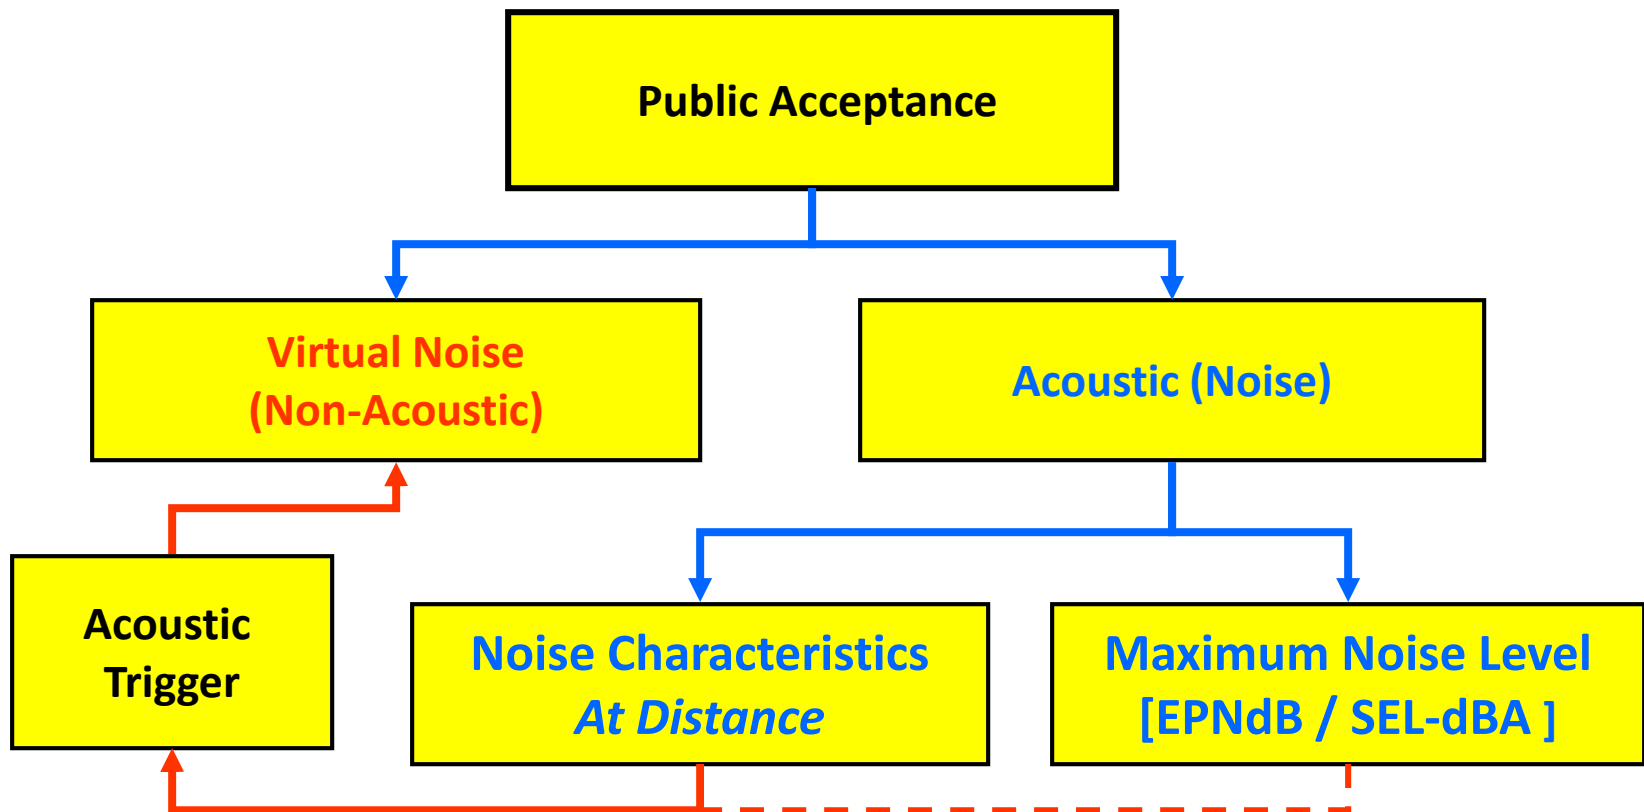 Public Acceptance
Virtual Noise
(Non-Acoustic)
Acoustic (Noise)
Acoustic
Trigger
Noise Characteristics
At Distance
Maximum Noise Level
[EPNdB / SEL-dBA ]